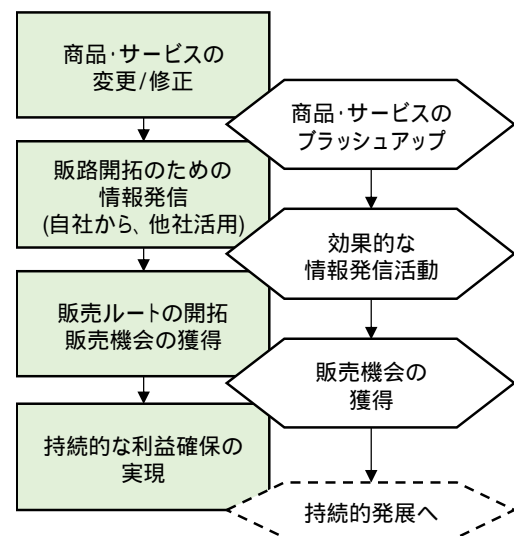 商品・サービスの
変更/修正
販路開拓のための
情報発信
(自社から、他社活用)
販売ルートの開拓
販売機会の獲得
持続的な利益確保の
実現
商品・サービスの
ブラッシュアップ
効果的な
情報発信活動
販売機会の
獲得
持続的発展へ